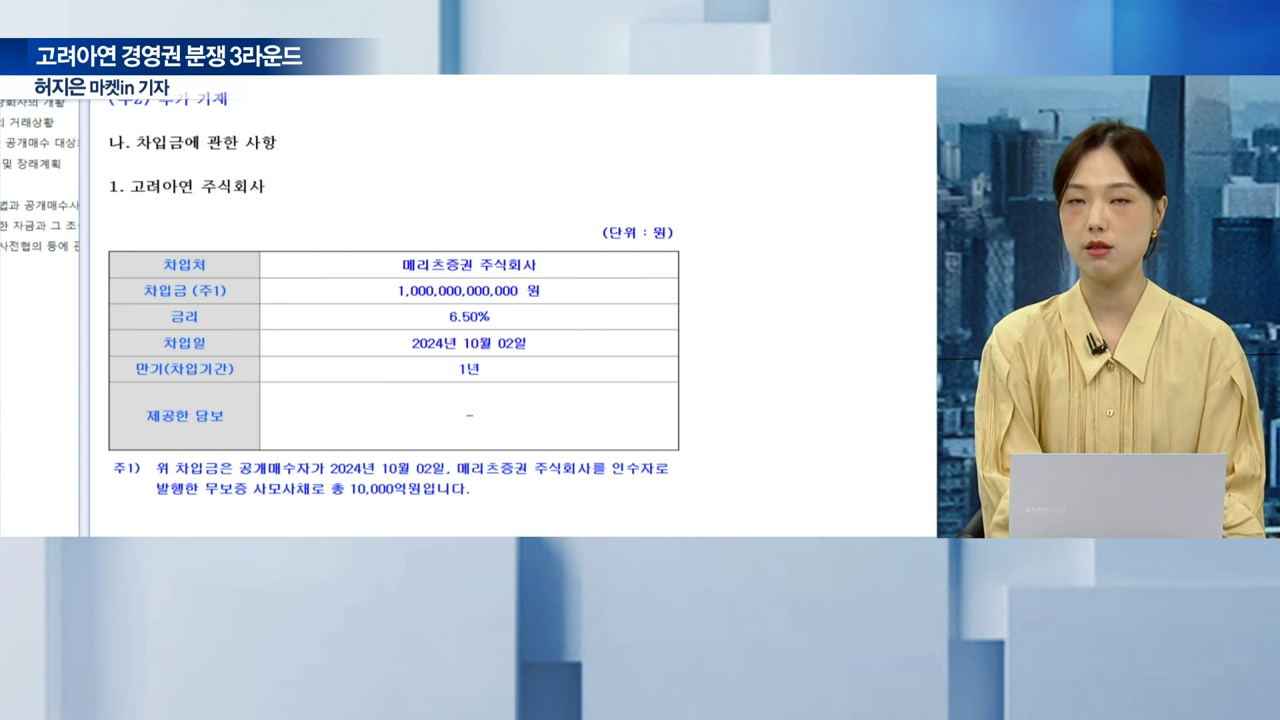 고려아연 경영권 분쟁 3라운드
허지은 마켓in 기자
의 거래상황
공개매수 대상
및 장래계획
법과 공개매수사
한 자금과 그 조
사전협의 등에 관
추가 기재
나. 차입금에 관한 사항
1. 고려아연 주식회사
(단위 : 원)
차입처 메리츠증권 주식회사
차입금 (주1) 1,000,000,000,000 원
금리 6.50%
차입일 2024년 10월 02일
만기(차입기간) 1년
제공한 담보 -
주1) 위 차입금은 공개매수자가 2024년 10월 02일, 메리츠증권 주식회사를 인수자로
발행한 무보증 사모사채로 총 10,000억원입니다.
SAMSUNG